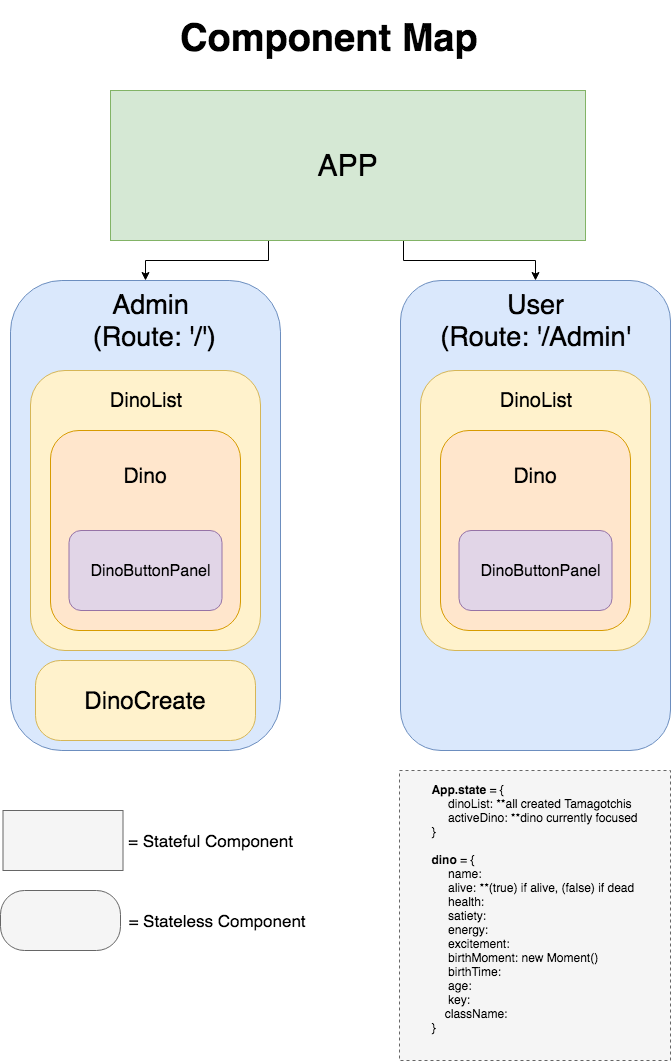 Component Map
APP
Admin
(Route: '/')
DinoList
Dino
DinoButtonPanel
DinoCreate
User
(Route: '/Admin'
DinoList
Dino
DinoButtonPanel
= Stateful Component
= Stateless Component
App.state = {
dinoList: **all created Tamagotchis
activeDino: **dino currently focused
}
dino = {
name:
alive: **(true) if alive, (false) if dead
health:
satiety:
energy:
excitement:
birthMoment: new Moment()
birthTime:
age:
key:
className:
}